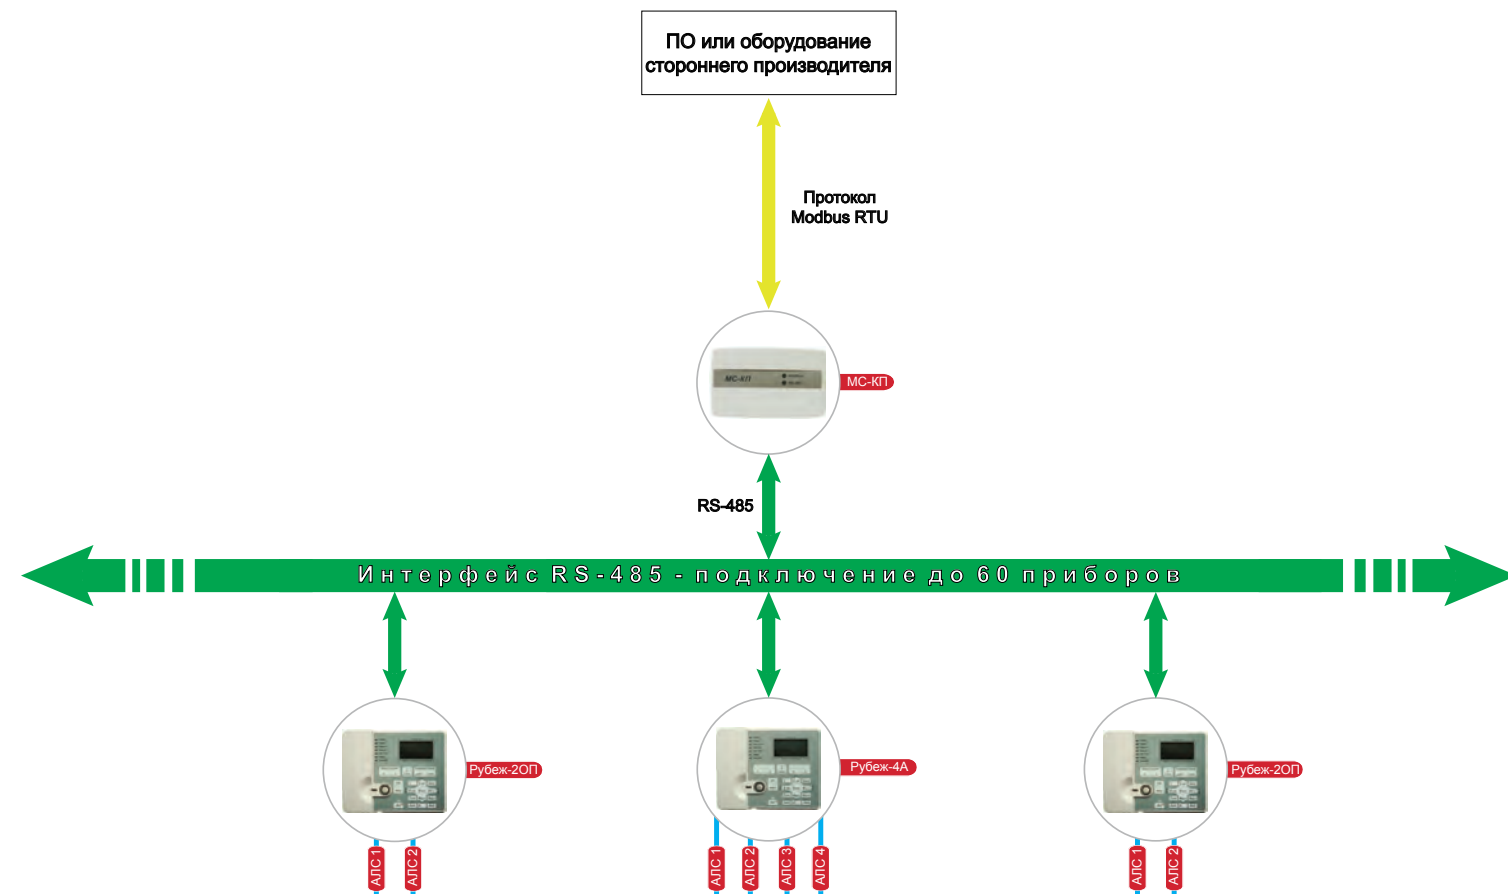 ПО или оборудование
стороннего производителя
Протокол
Modbus RTU
МС-КП
МС-КП
RS-485
Интерфейс RS-485 - подключение до 60 приборов
Рубеж-2ОП
Рубеж-4А
Рубеж-2ОП
АЛС 1
АЛС 2
АЛС 1
АЛС 2
АЛС 3
АЛС 4
АЛС 1
АЛС 2